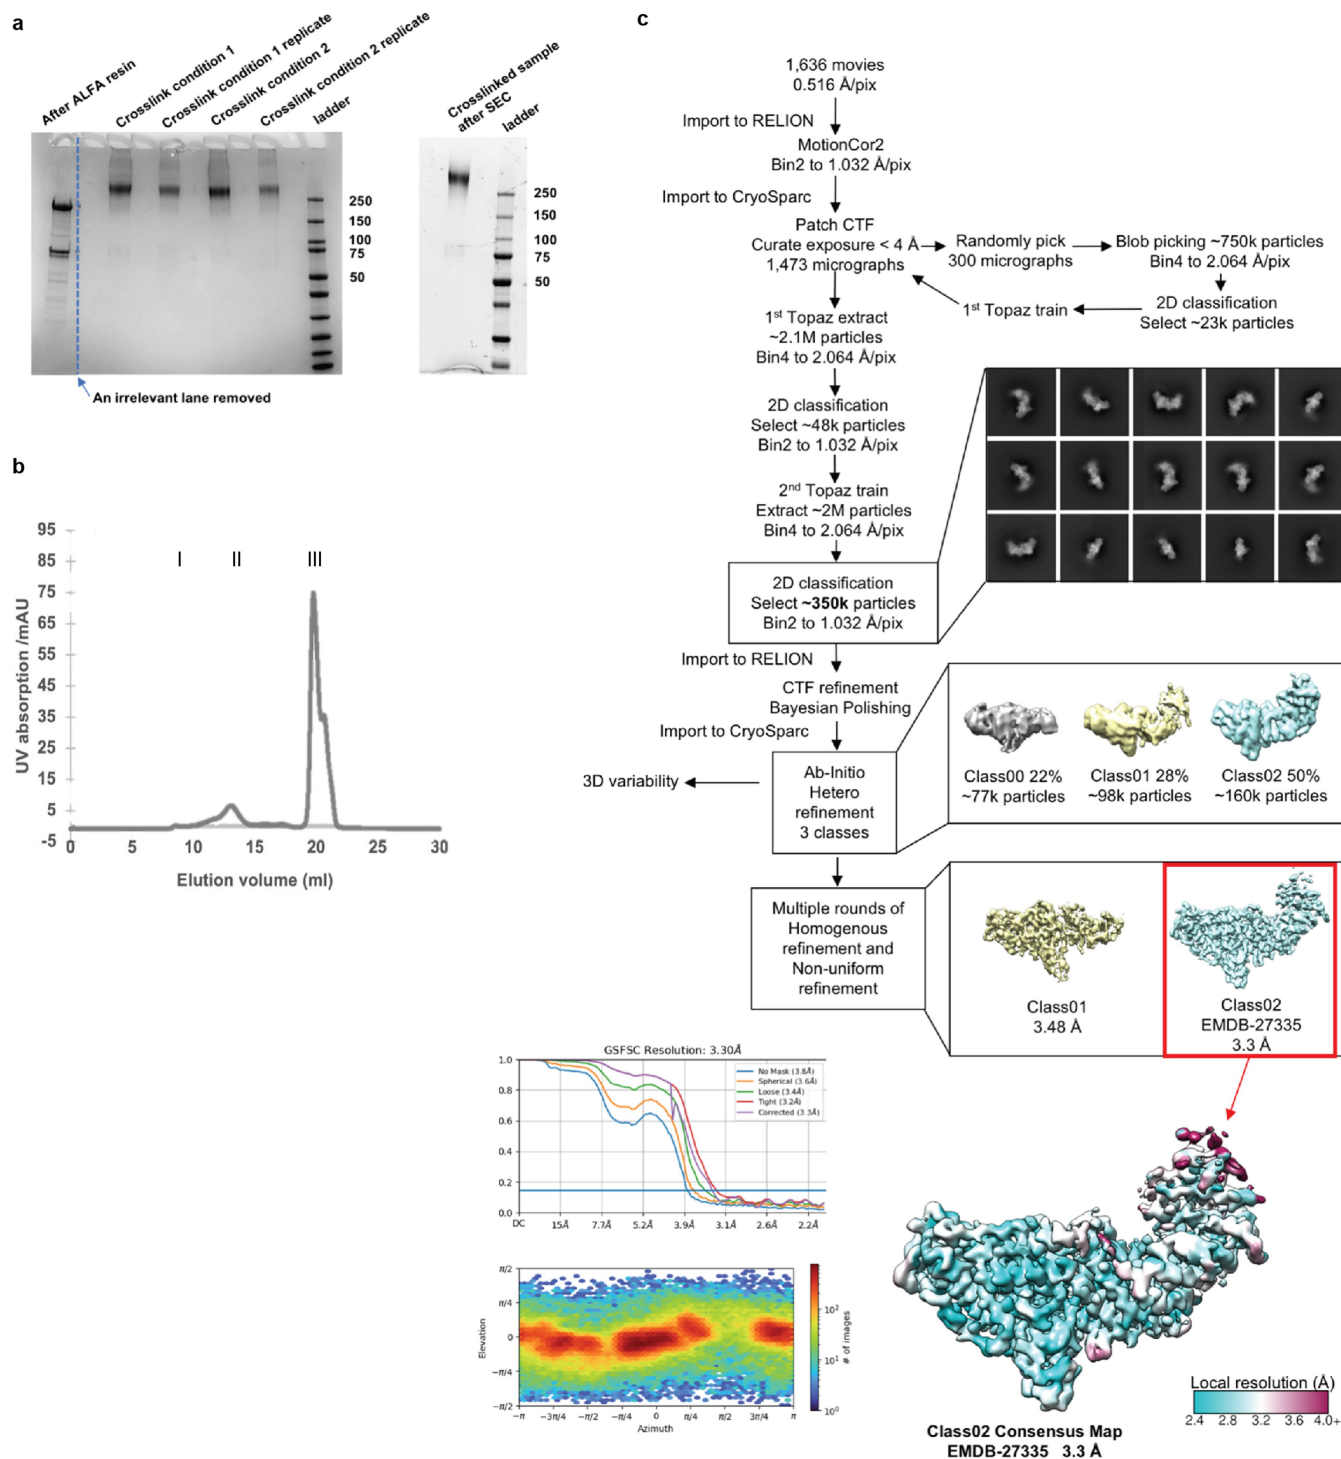 a
After ALFA resin
Crosslink condition 1
Crosslink condition 1 replicate
Crosslink condition 2
Crosslink condition 2 replicate
ladder
250
150
100
75
50
An irrelevant lane removed
Crosslinked sample
after SEC
ladder
250
150
100
75
50
b
95
85
75
65
55
45
35
25
15
5
-5
UV absorption /mAU
I
II
III
0
5
10
15
20
25
30
Elution volume (ml)
c
1,636 movies
0.516 Å/pix
Import to RELION
MotionCor2
Bin2 to 1.032 Å/pix
Import to CryoSparc
Patch CTF
Curate exposure < 4 Å
1,473 micrographs
Randomly pick
300 micrographs
Blob picking ~750k particles
Bin4 to 2.064 Å/pix
2D classification
Select ~23k particles
1st Topaz train
1st Topaz extract
~2.1M particles
Bin4 to 2.064 Å/pix
2D classification
Select ~48k particles
Bin2 to 1.032 Å/pix
2nd Topaz train
Extract ~2M particles
Bin4 to 2.064 Å/pix
2D classification
Select ~350k particles
Bin2 to 1.032 Å/pix
Import to RELION
CTF refinement
Bayesian Polishing
Import to CryoSparc
3D variability
Ab-Initio
Hetero
refinement
3 classes
Class00 22%
~77k particles
Class01 28%
~98k particles
Class02 50%
~160k particles
Multiple rounds of
Homogenous
refinement and
Non-uniform
refinement
Class01
3.48 Å
Class02
EMDB-27335
3.3 Å
GSFSC Resolution: 3.30Å
1.0
0.8
0.6
0.4
0.2
0.0
No Mask (3.8Å)
Spherical (3.6Å)
Loose (3.4Å)
Tight (3.2Å)
Corrected (3.3Å)
DC
15Å
7.7Å
5.2Å
3.9Å
3.1Å
2.6Å
2.2Å
π/2
π/4
0
−π/4
−π/2
Elevation
−π
−3π/4
−π/2
−π/4
0
π/4
π/2
3π/4
π
Azimuth
10²
10¹
10⁰
# of images
Local resolution (Å)
2.4
2.8
3.2
3.6
4.0+
Class02 Consensus Map
EMDB-27335 3.3 Å